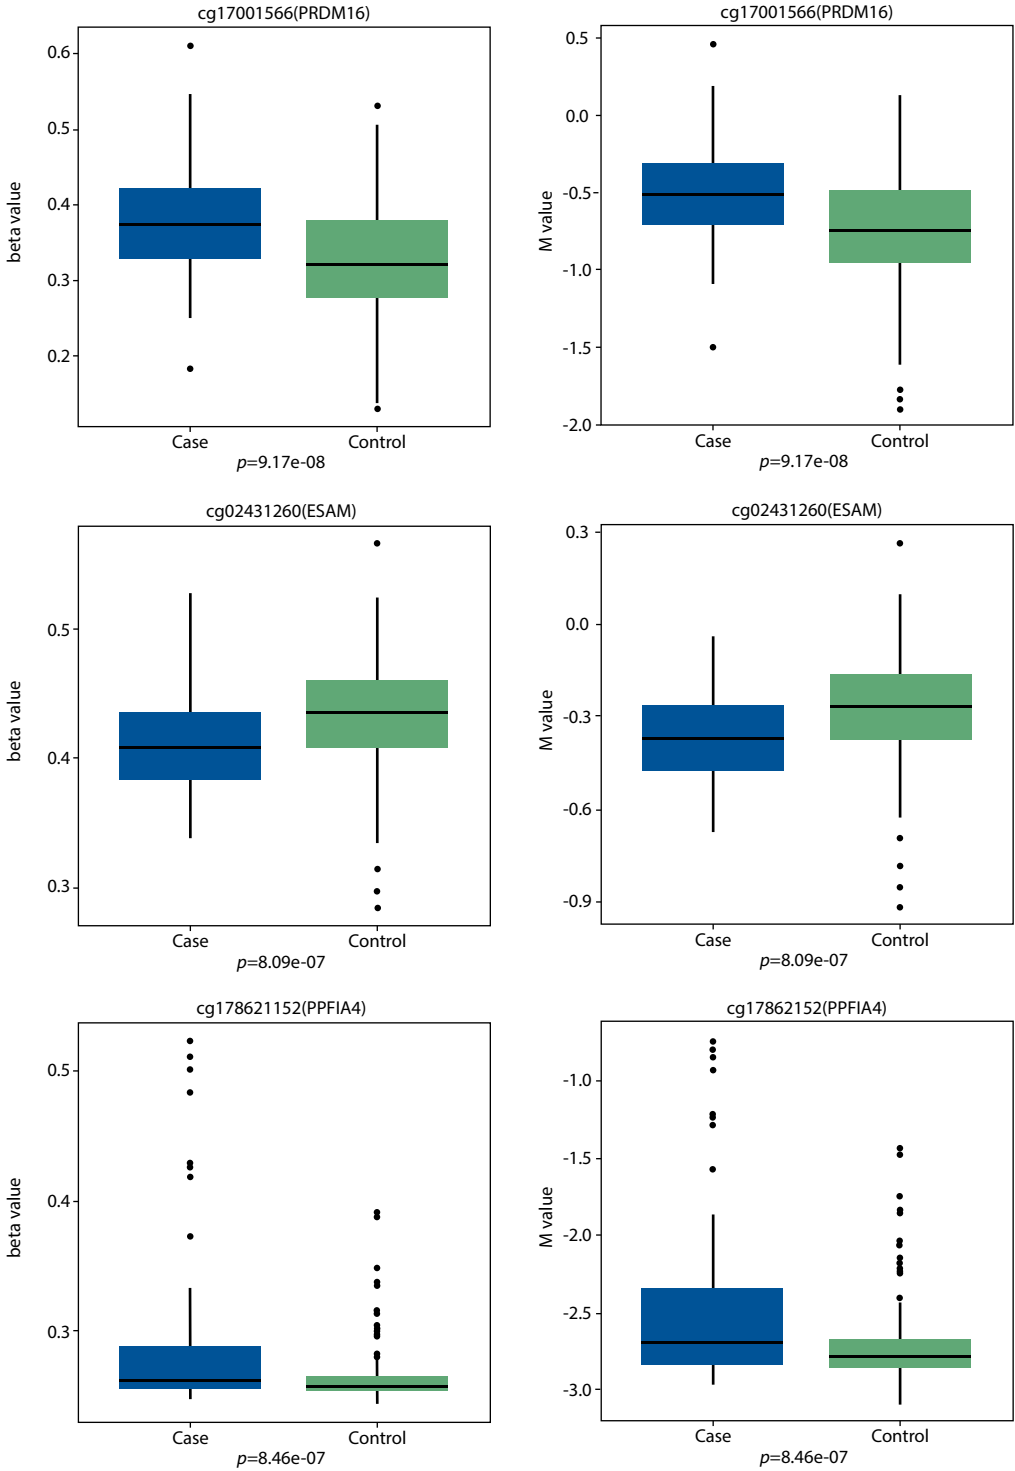 cg17001566(PRDM16)
beta value
0.6
0.5
0.4
0.3
0.2
Case
Control
p=9.17e-08
cg17001566(PRDM16)
M value
0.5
0.0
-0.5
-1.0
-1.5
-2.0
Case
Control
p=9.17e-08
cg02431260(ESAM)
beta value
0.5
0.4
0.3
Case
Control
p=8.09e-07
cg02431260(ESAM)
M value
0.3
0.0
-0.3
-0.6
-0.9
Case
Control
p=8.09e-07
cg178621152(PPFIA4)
beta value
0.5
0.4
0.3
Case
Control
p=8.46e-07
cg17862152(PPFIA4)
M value
-1.0
-1.5
-2.0
-2.5
-3.0
Case
Control
p=8.46e-07